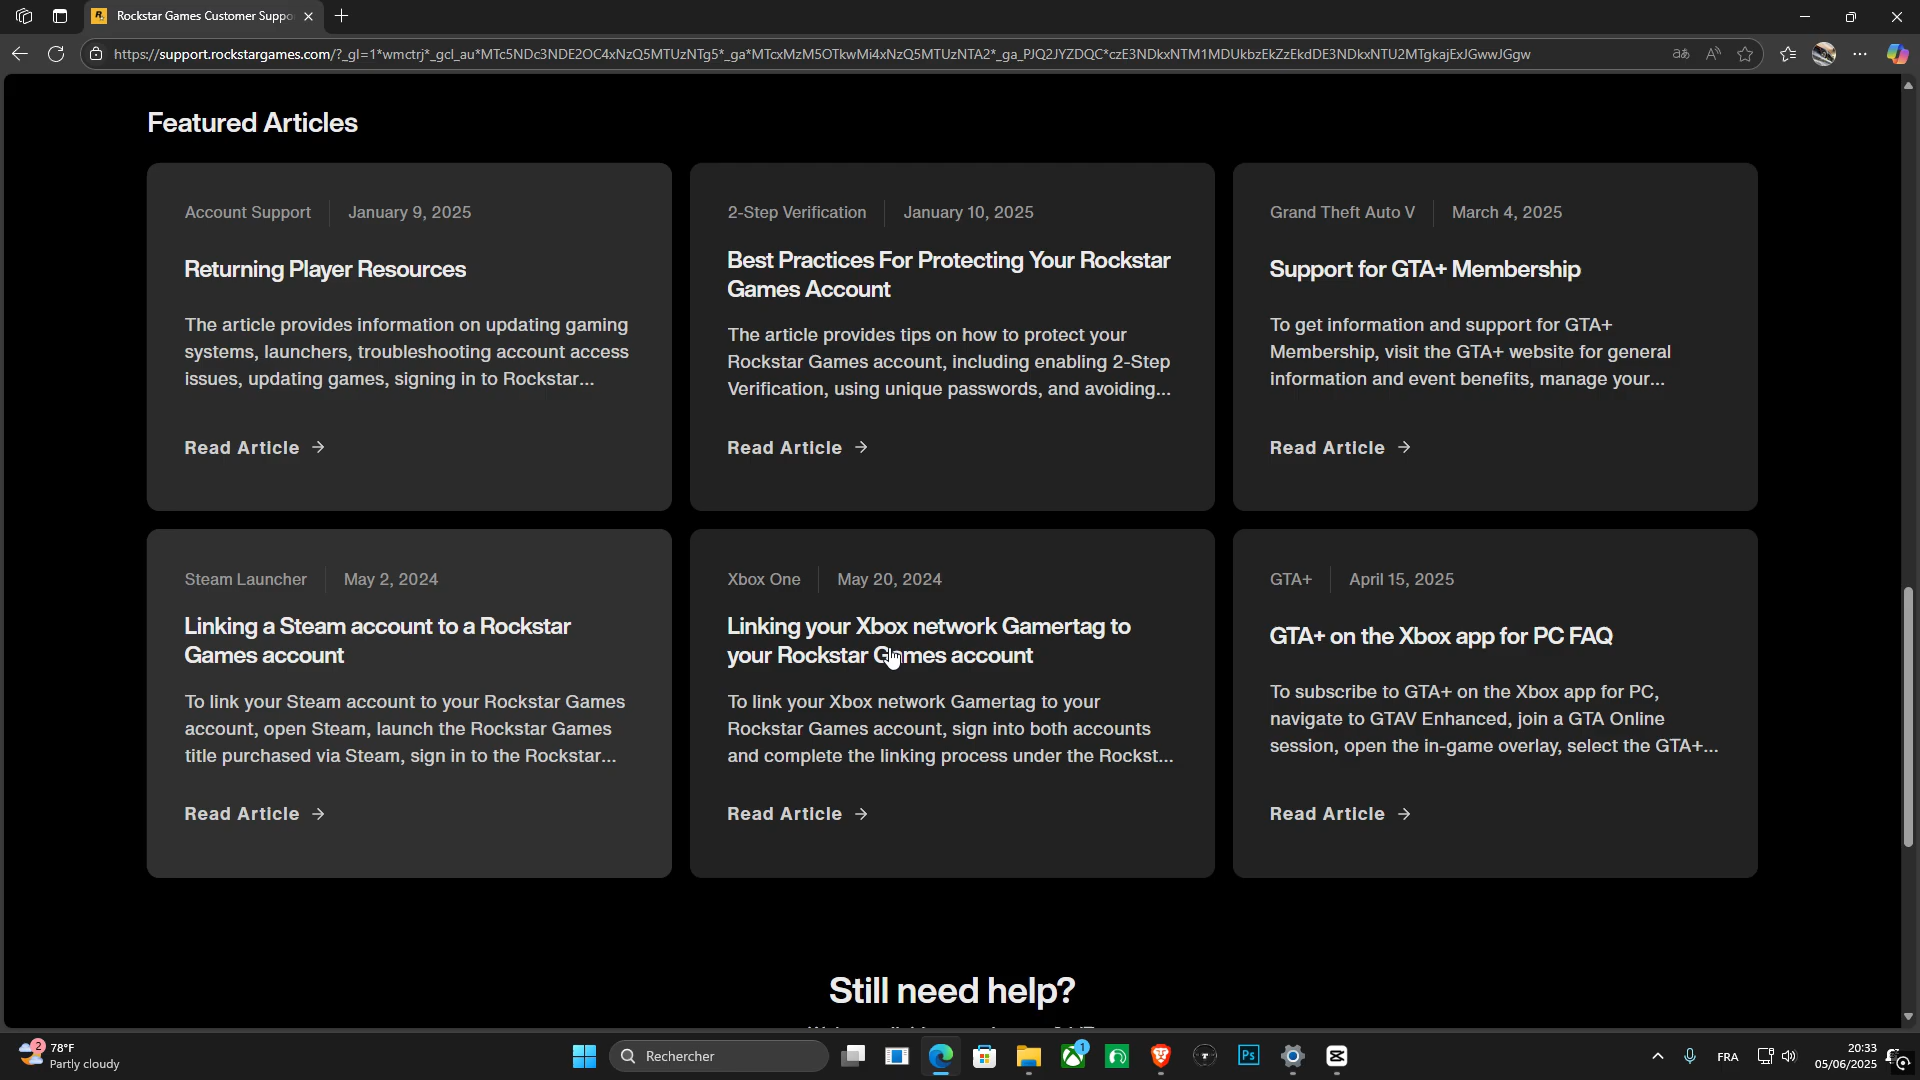 Rockstar Games Customer Suppo
https://support.rockstargames.com/?_gl=1*wmctrj*_gcl_au*MTc5NDc3NDE2OC4xNzQ5MTUzNTg5*_ga*MTcxMzM5OTkwMi4xNzQ5MTUzNTA2*_ga_PJQ2JYZDQC*czE3NDkxNTM1MDUkbzEkZzEkdDE3NDkxNTU2MTgkajExJGwwJGgw
Featured Articles
Account Support January 9, 2025
Returning Player Resources
The article provides information on updating gaming
systems, launchers, troubleshooting account access
issues, updating games, signing in to Rockstar...
Read Article →
2-Step Verification January 10, 2025
Best Practices For Protecting Your Rockstar
Games Account
The article provides tips on how to protect your
Rockstar Games account, including enabling 2-Step
Verification, using unique passwords, and avoiding...
Read Article →
Grand Theft Auto V March 4, 2025
Support for GTA+ Membership
To get information and support for GTA+
Membership, visit the GTA+ website for general
information and event benefits, manage your...
Read Article →
Steam Launcher May 2, 2024
Linking a Steam account to a Rockstar
Games account
To link your Steam account to your Rockstar Games
account, open Steam, launch the Rockstar Games
title purchased via Steam, sign in to the Rockstar...
Read Article →
Xbox One May 20, 2024
Linking your Xbox network Gamertag to
your Rockstar Games account
To link your Xbox network Gamertag to your
Rockstar Games account, sign into both accounts
and complete the linking process under the Rockst...
Read Article →
GTA+ April 15, 2025
GTA+ on the Xbox app for PC FAQ
To subscribe to GTA+ on the Xbox app for PC,
navigate to GTAV Enhanced, join a GTA Online
session, open the in-game overlay, select the GTA+...
Read Article →
Still need help?
2
78°F
Partly cloudy
Rechercher
1
Ps
FRA
20:33
05/06/2025